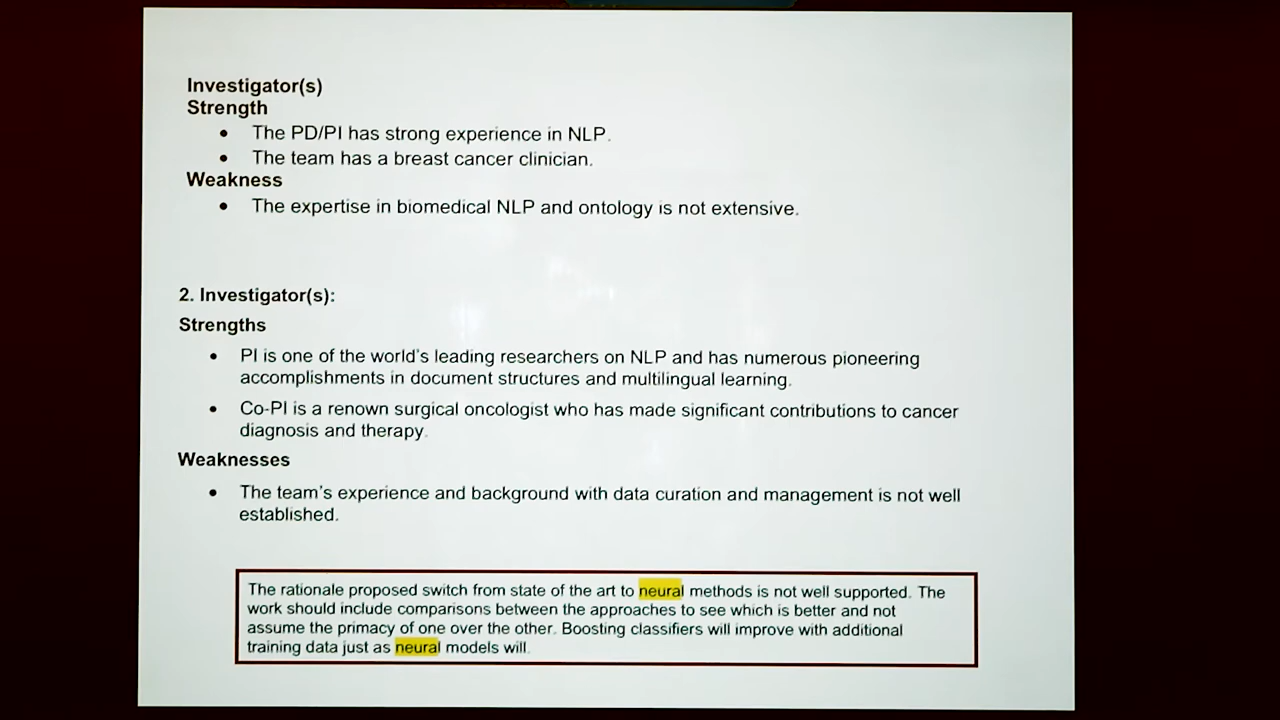 Investigator(s)
Strength
• The PD/PI has strong experience in NLP.
• The team has a breast cancer clinician.
Weakness
• The expertise in biomedical NLP and ontology is not extensive.
2. Investigator(s):
Strengths
• PI is one of the world's leading researchers on NLP and has numerous pioneering
accomplishments in document structures and multilingual learning.
• Co-PI is a renown surgical oncologist who has made significant contributions to cancer
diagnosis and therapy.
Weaknesses
• The team's experience and background with data curation and management is not well
established.
The rationale proposed switch from state of the art to neural methods is not well supported. The
work should include comparisons between the approaches to see which is better and not
assume the primacy of one over the other. Boosting classifiers will improve with additional
training data just as neural models will.